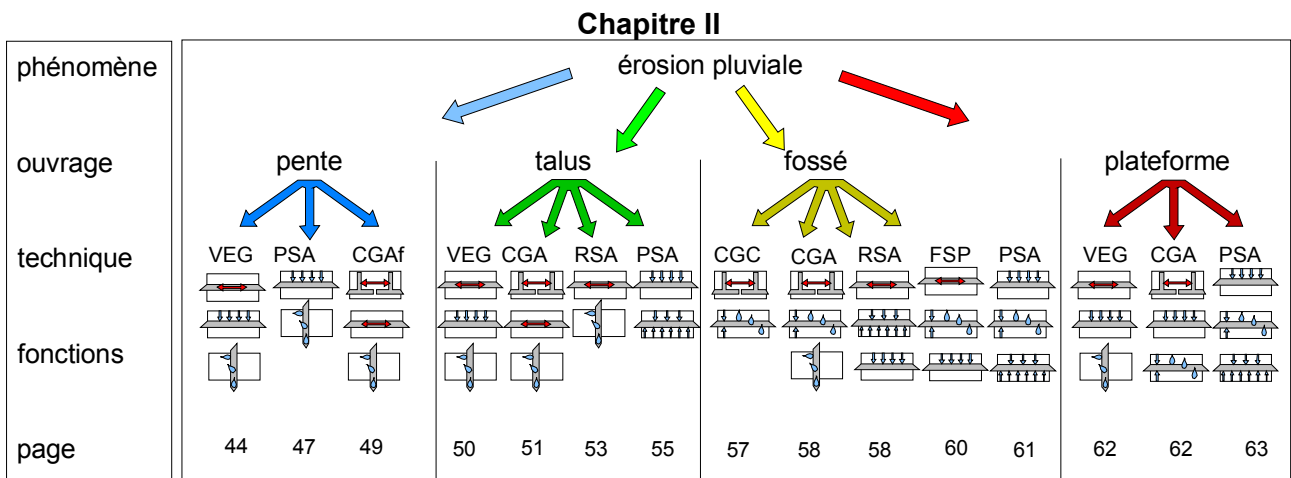 Chapitre II
phénomène érosion pluviale
ouvrage pente talus fossé plateforme
technique VEG PSA CGAf VEG CGA RSA PSA CGC CGA RSA FSP PSA VEG CGA PSA
fonctions
page 44 47 49 50 51 53 55 57 58 58 60 61 62 62 63